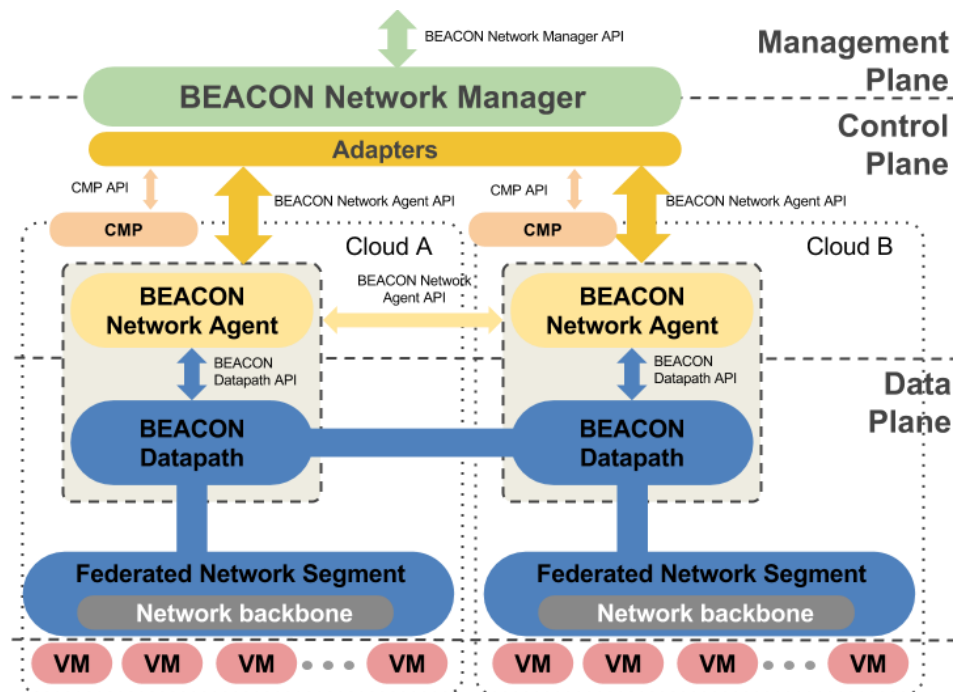 BEACON Network Manager API
Management
Plane
BEACON Network Manager
Control
Plane
Adapters
CMP API
BEACON Network Agent API
CMP API
BEACON Network Agent API
CMP
Cloud A
CMP
Cloud B
BEACON
Network Agent
BEACON Network
Agent API
BEACON
Network Agent
BEACON
Datapath API
BEACON
Datapath API
Data
Plane
BEACON
Datapath
BEACON
Datapath
Federated Network Segment
Network backbone
Federated Network Segment
Network backbone
VM VM VM VM
VM VM VM VM